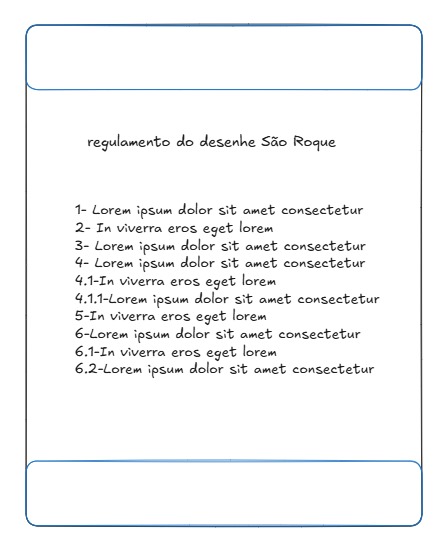 regulamento do desenhe São Roque
1- Lorem ipsum dolor sit amet consectetur
2- In viverra eros eget lorem
3- Lorem ipsum dolor sit amet consectetur
4- Lorem ipsum dolor sit amet consectetur
4.1-In viverra eros eget lorem
4.1.1-Lorem ipsum dolor sit amet consectetur
5-In viverra eros eget lorem
6-Lorem ipsum dolor sit amet consectetur
6.1-In viverra eros eget lorem
6.2-Lorem ipsum dolor sit amet consectetur